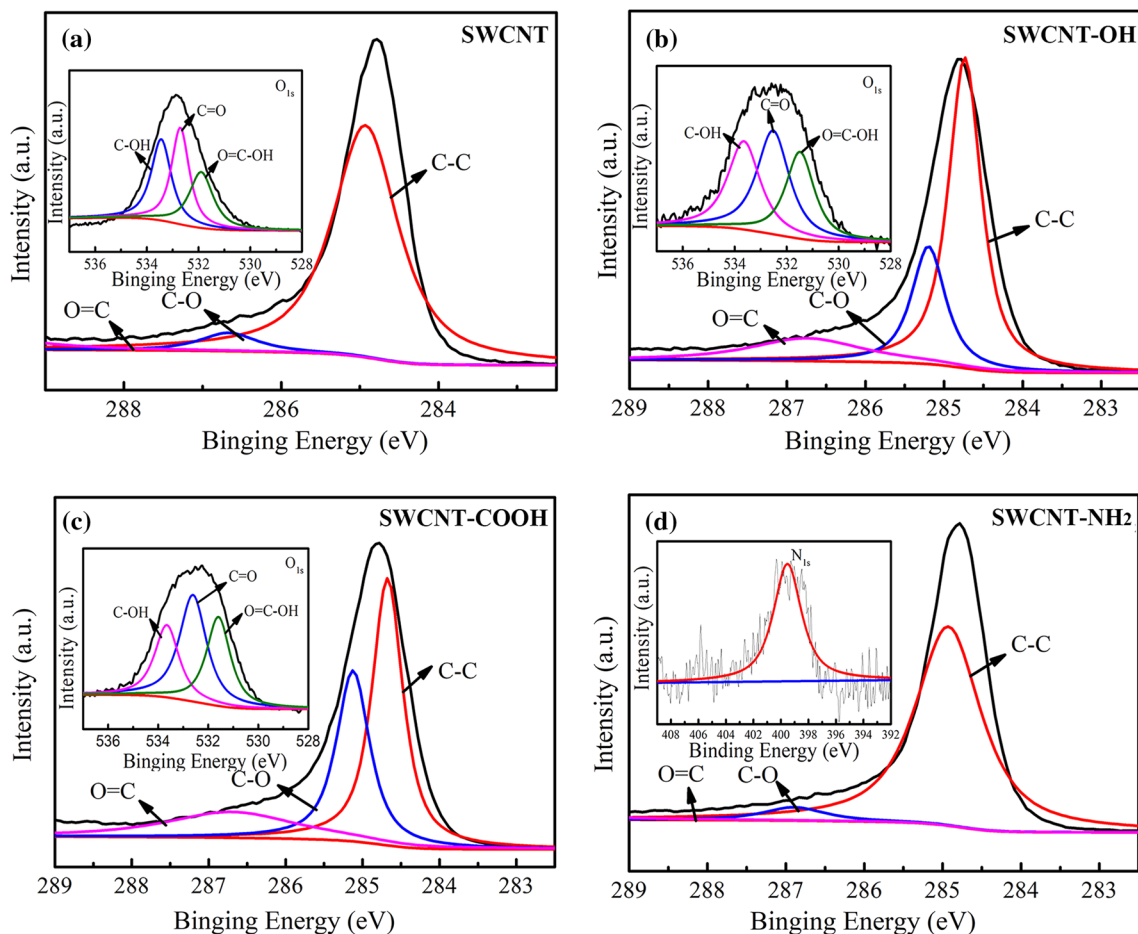 (a) SWCNT
O1s
C=O
C-OH
O=C-OH
Intensity (a.u.)
536 534 532 530 528
Binging Energy (eV)
C-C
C-O
O=C
Intensity (a.u.)
288 286 284
Binging Energy (eV)
(b) SWCNT-OH
O1s
C=O
C-OH
O=C-OH
Intensity (a.u.)
536 534 532 530 528
Binging Energy (eV)
C-C
C-O
O=C
Intensity (a.u.)
289 288 287 286 285 284 283
Binging Energy (eV)
(c) SWCNT-COOH
O1s
C=O
C-OH
O=C-OH
Intensity (a.u.)
536 534 532 530 528
Binging Energy (eV)
C-C
C-O
O=C
Intensity (a.u.)
289 288 287 286 285 284 283
Binging Energy (eV)
(d) SWCNT-NH2
N1s
Intensity (a.u.)
408 404 400 396 392
Binding Energy (eV)
C-C
O=C C-O
Intensity (a.u.)
289 288 287 286 285 284 283
Binging Energy (eV)